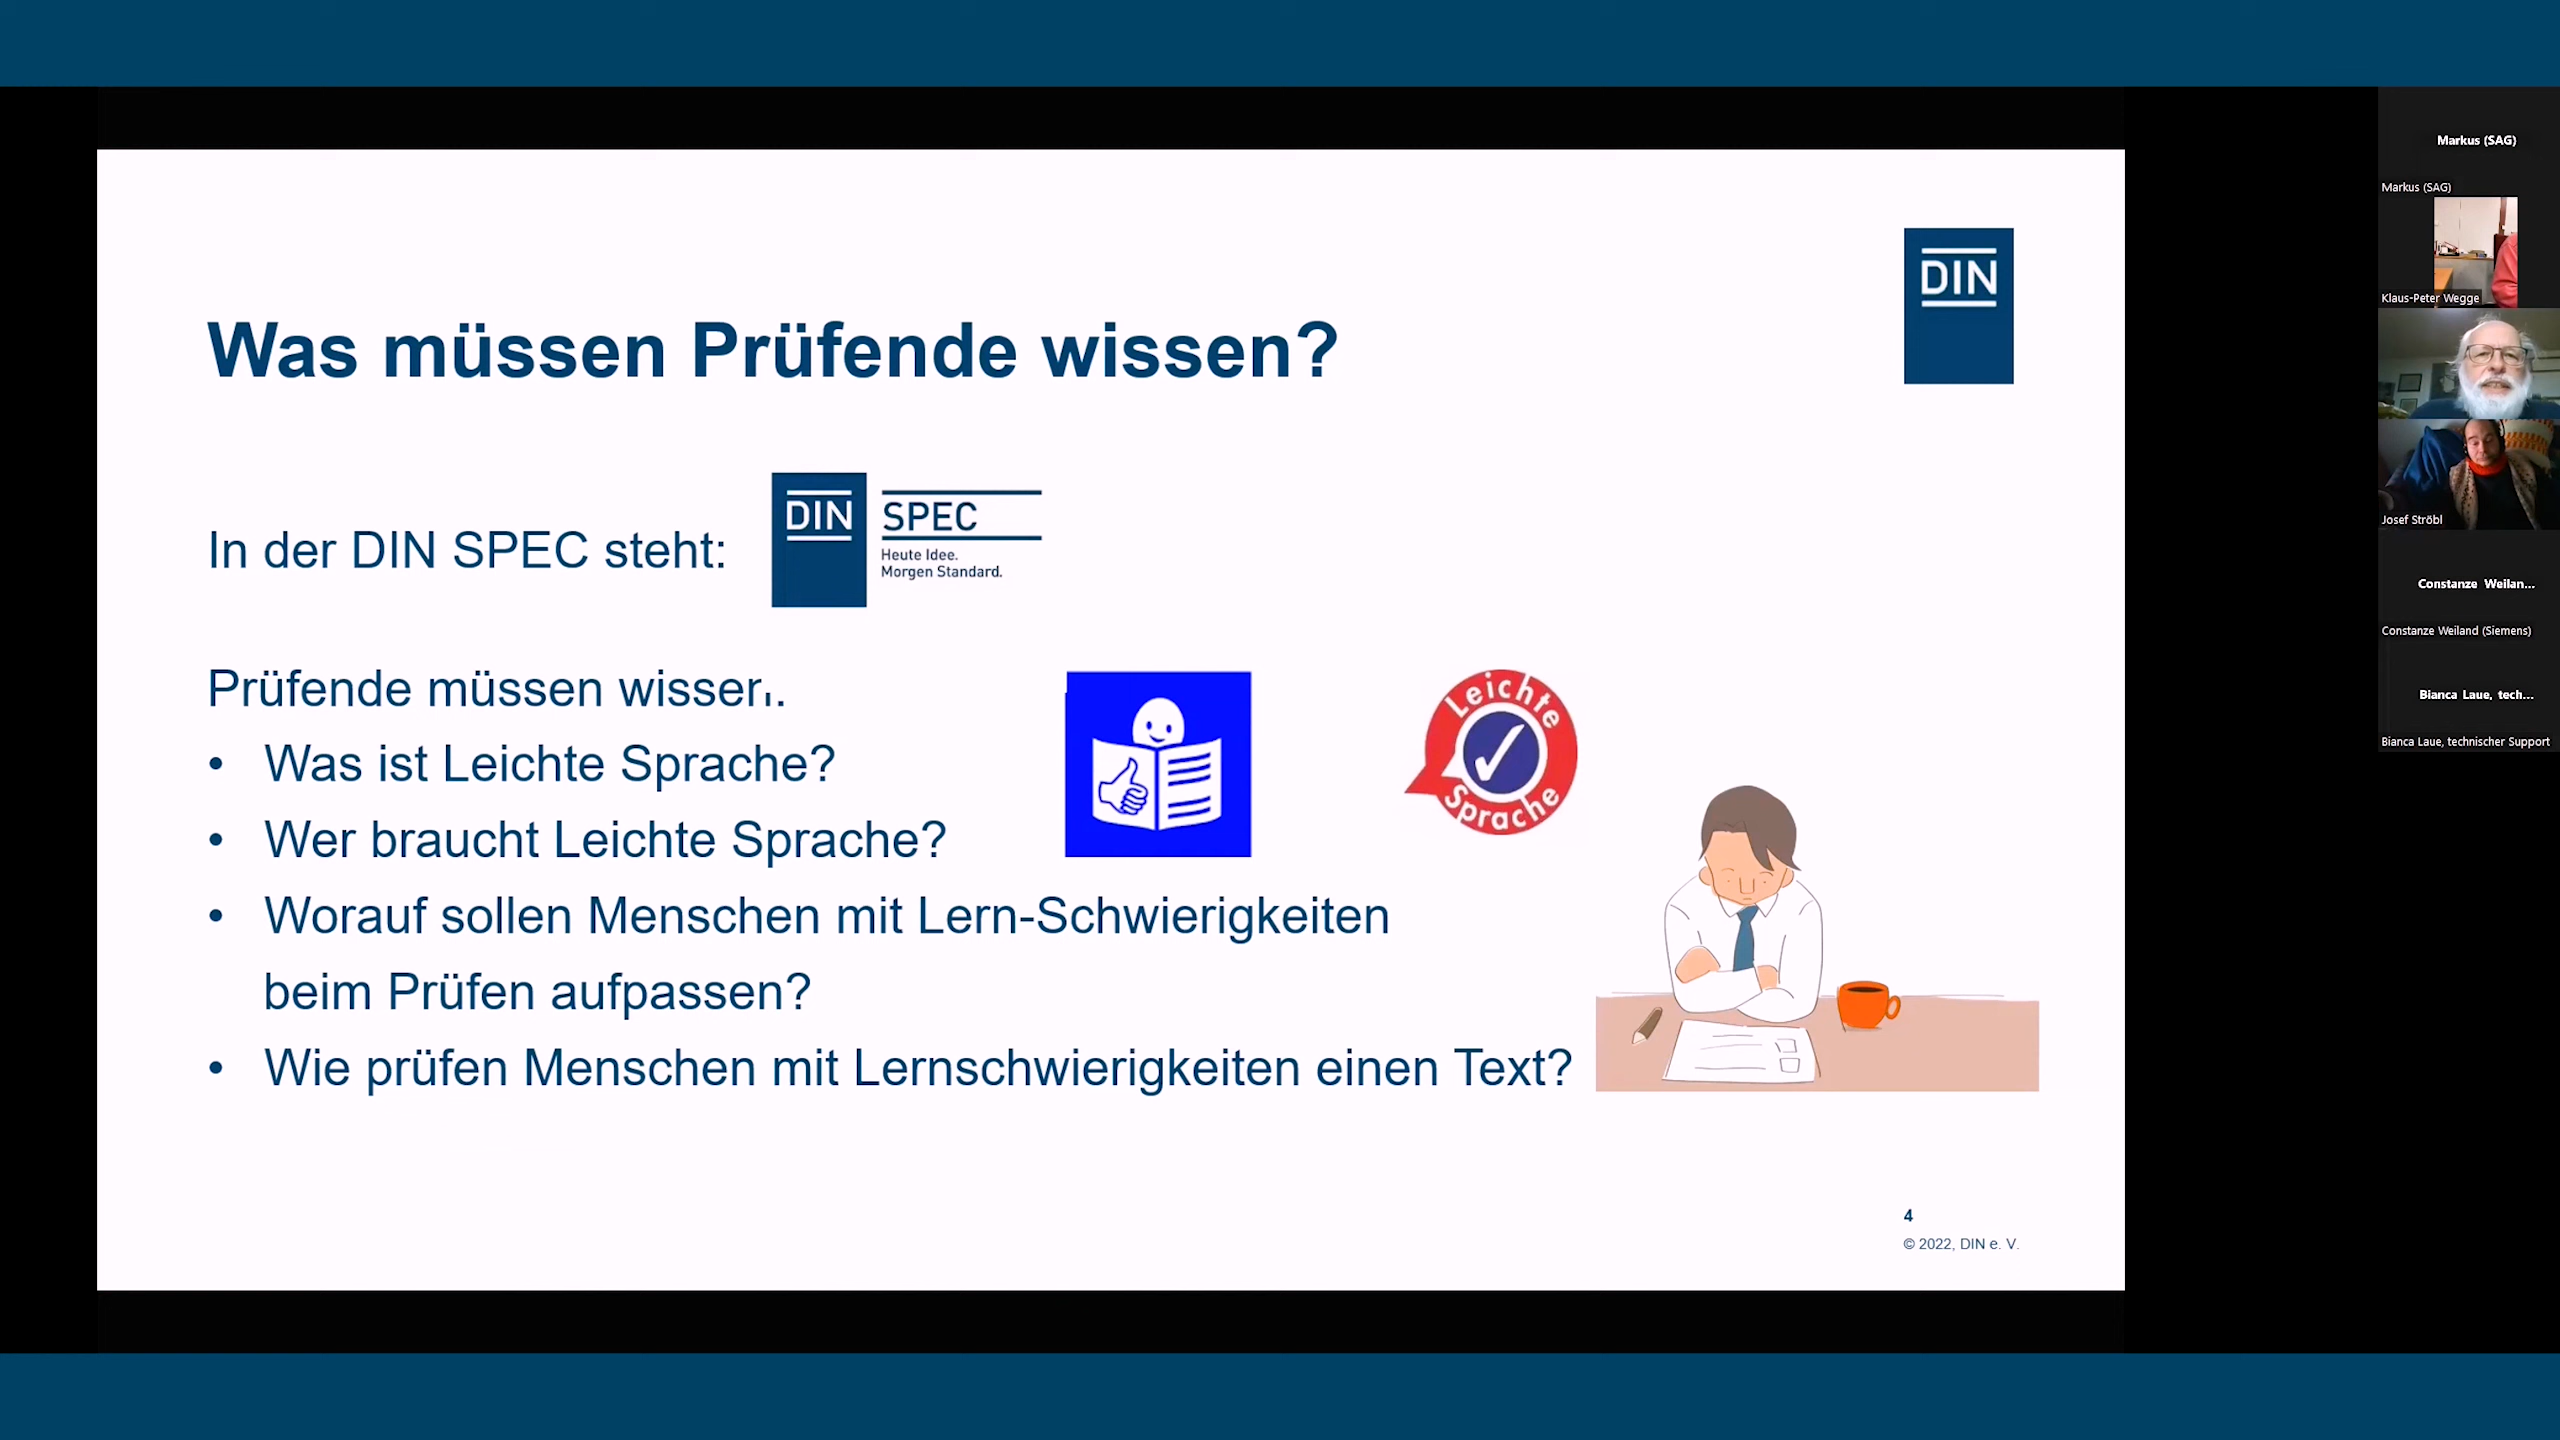 Was müssen Prüfende wissen?
DIN
In der DIN SPEC steht:
DIN SPEC
Heute Idee.
Morgen Standard.
Prüfende müssen wissen.
• Was ist Leichte Sprache?
• Wer braucht Leichte Sprache?
• Worauf sollen Menschen mit Lern-Schwierigkeiten
beim Prüfen aufpassen?
• Wie prüfen Menschen mit Lernschwierigkeiten einen Text?
Leichte
Sprache
4
© 2022, DIN e. V.
Markus (SAG)
Markus (SAG)
Klaus-Peter Wegge
Josef Ströbl
Constanze Weilan...
Constanze Weiland (Siemens)
Bianca Laue, tech...
Bianca Laue, technischer Support